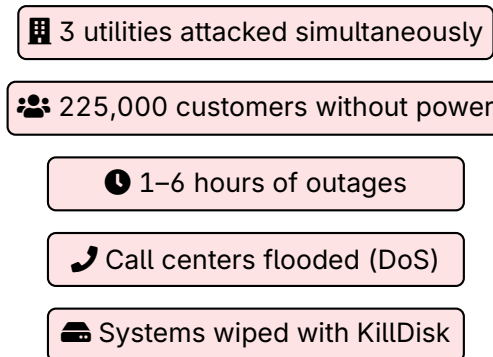 3 utilities attacked simultaneously
225,000 customers without power
1–6 hours of outages
Call centers flooded (DoS)
Systems wiped with KillDisk